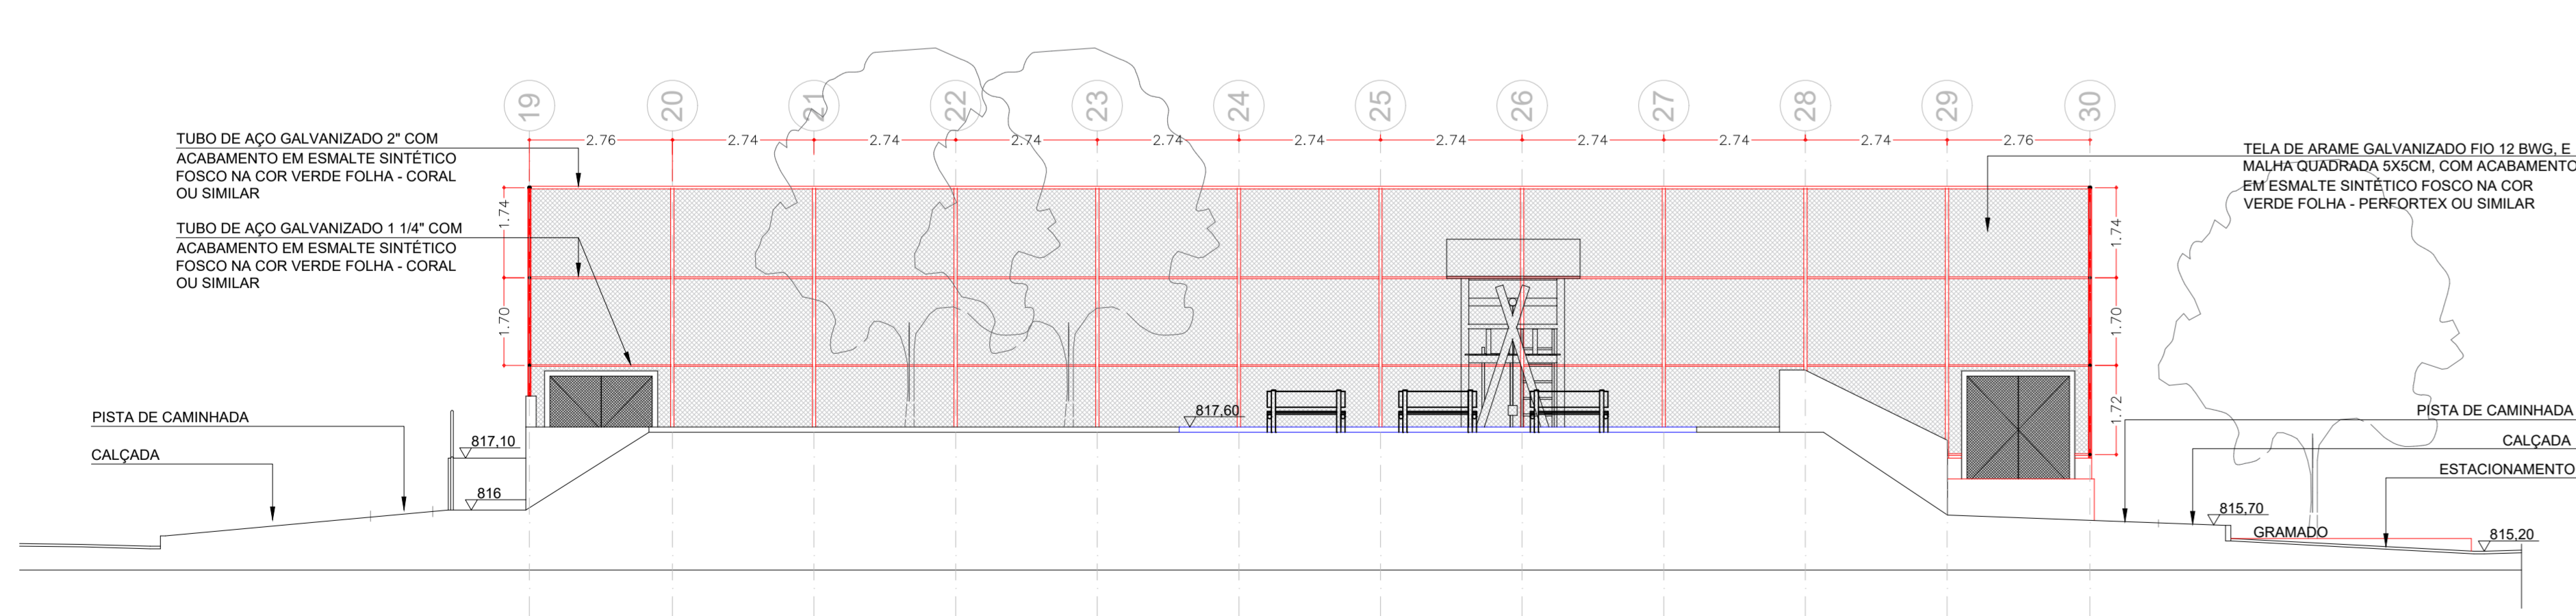 19 20 21 22 23 24 25 26 27 28 29 30
2.76 2.74 2.74 2.74 2.74 2.74 2.74 2.74 2.74 2.74 2.76
TUBO DE AÇO GALVANIZADO 2" COM
ACABAMENTO EM ESMALTE SINTÉTICO
FOSCO NA COR VERDE FOLHA - CORAL
OU SIMILAR
TUBO DE AÇO GALVANIZADO 1 1/4" COM
ACABAMENTO EM ESMALTE SINTÉTICO
FOSCO NA COR VERDE FOLHA - CORAL
OU SIMILAR
1.74
1.70
TELA DE ARAME GALVANIZADO FIO 12 BWG, E
MALHA QUADRADA 5X5CM, COM ACABAMENTO
EM ESMALTE SINTÉTICO FOSCO NA COR
VERDE FOLHA - PERFORTEX OU SIMILAR
1.74
1.70
1.72
PISTA DE CAMINHADA
CALÇADA
817,10
816
817,60
PISTA DE CAMINHADA
CALÇADA
ESTACIONAMENTO
815,70
GRAMADO
815,20